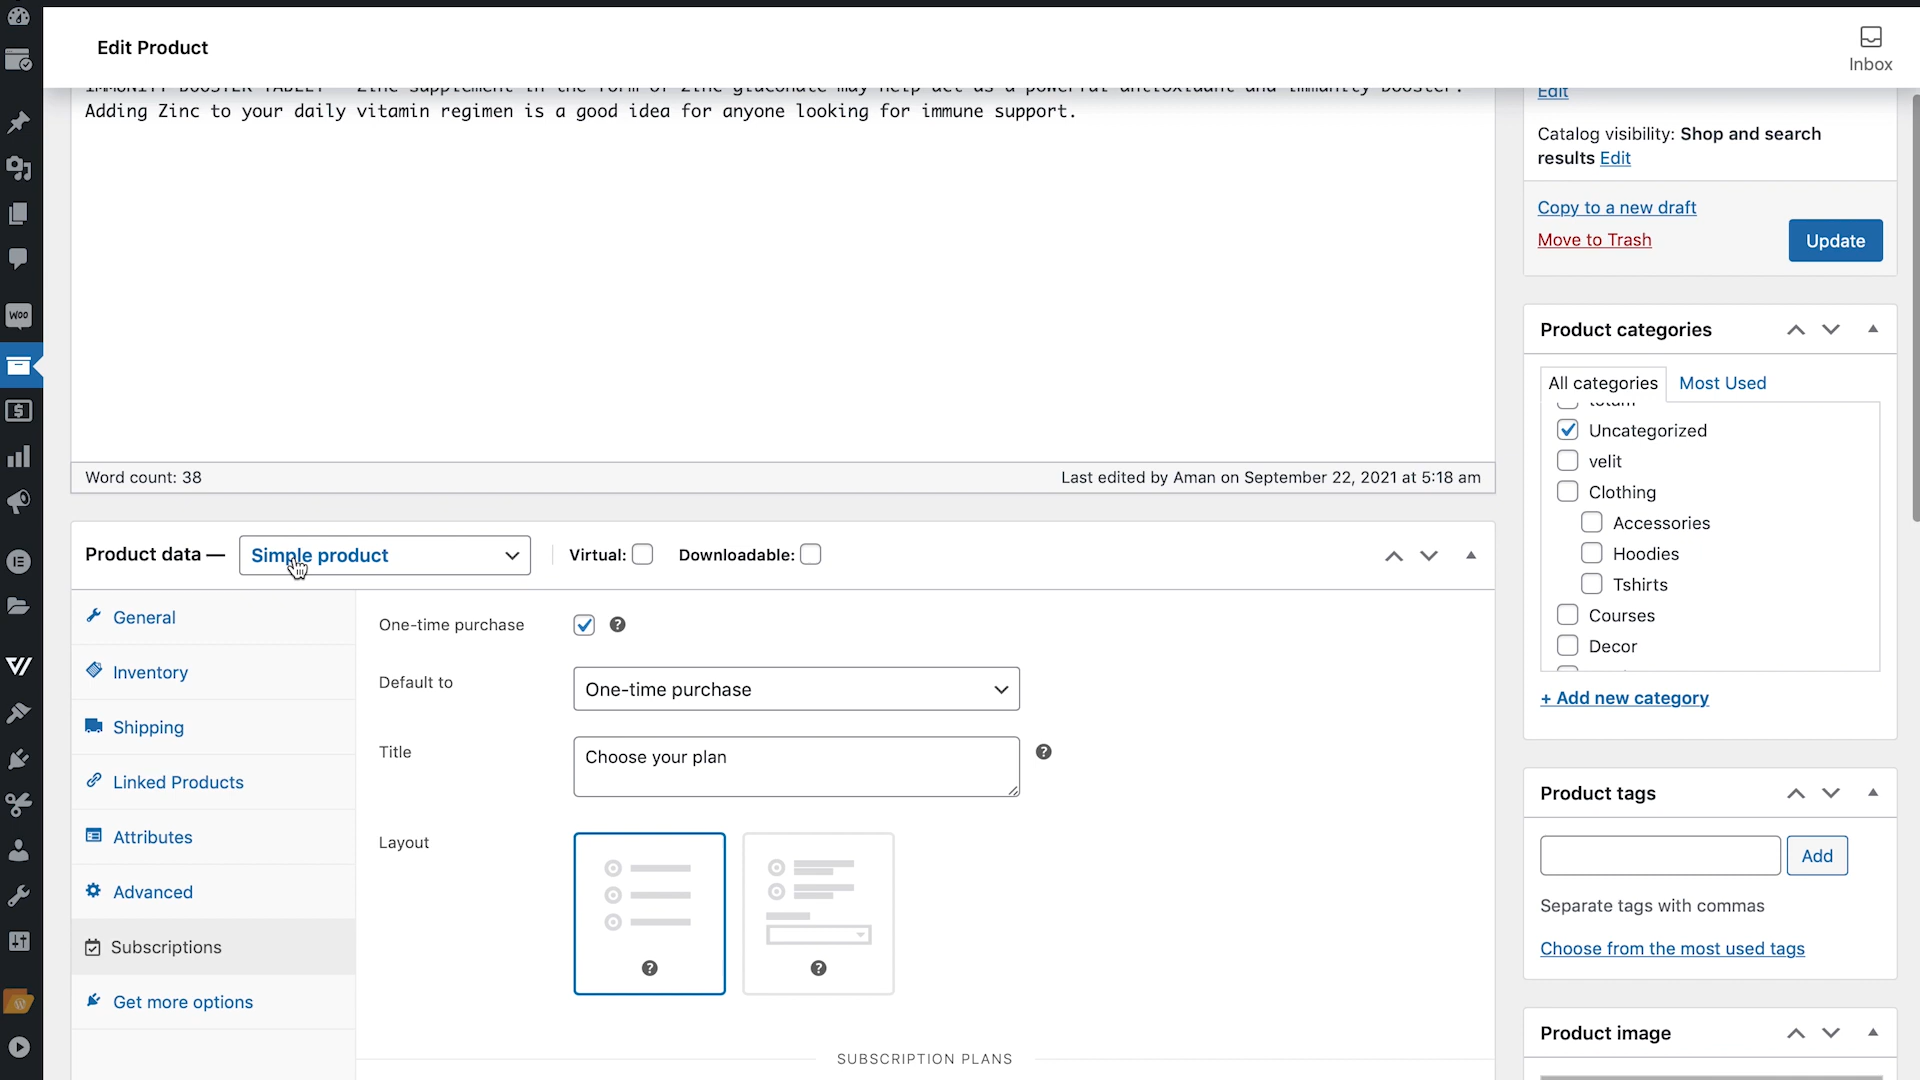 Edit Product
Inbox
IMMUNITY BOOSTER TABLET - Zinc supplement in the form of Zinc gluconate may help act as a powerful antioxidant and immunity booster.
Adding Zinc to your daily vitamin regimen is a good idea for anyone looking for immune support.
Edit
Catalog visibility: Shop and search
results Edit
Copy to a new draft
Move to Trash
Update
Woo
Product categories
All categories
Most Used
Uncategorized
velit
Clothing
Accessories
Hoodies
Tshirts
Courses
Decor
+ Add new category
Word count: 38
Last edited by Aman on September 22, 2021 at 5:18 am
Product data —
Simple product
Virtual:
Downloadable:
General
Inventory
Shipping
Linked Products
Attributes
Advanced
Subscriptions
Get more options
One-time purchase
Default to
One-time purchase
Title
Choose your plan
Layout
SUBSCRIPTION PLANS
Product tags
Add
Separate tags with commas
Choose from the most used tags
Product image